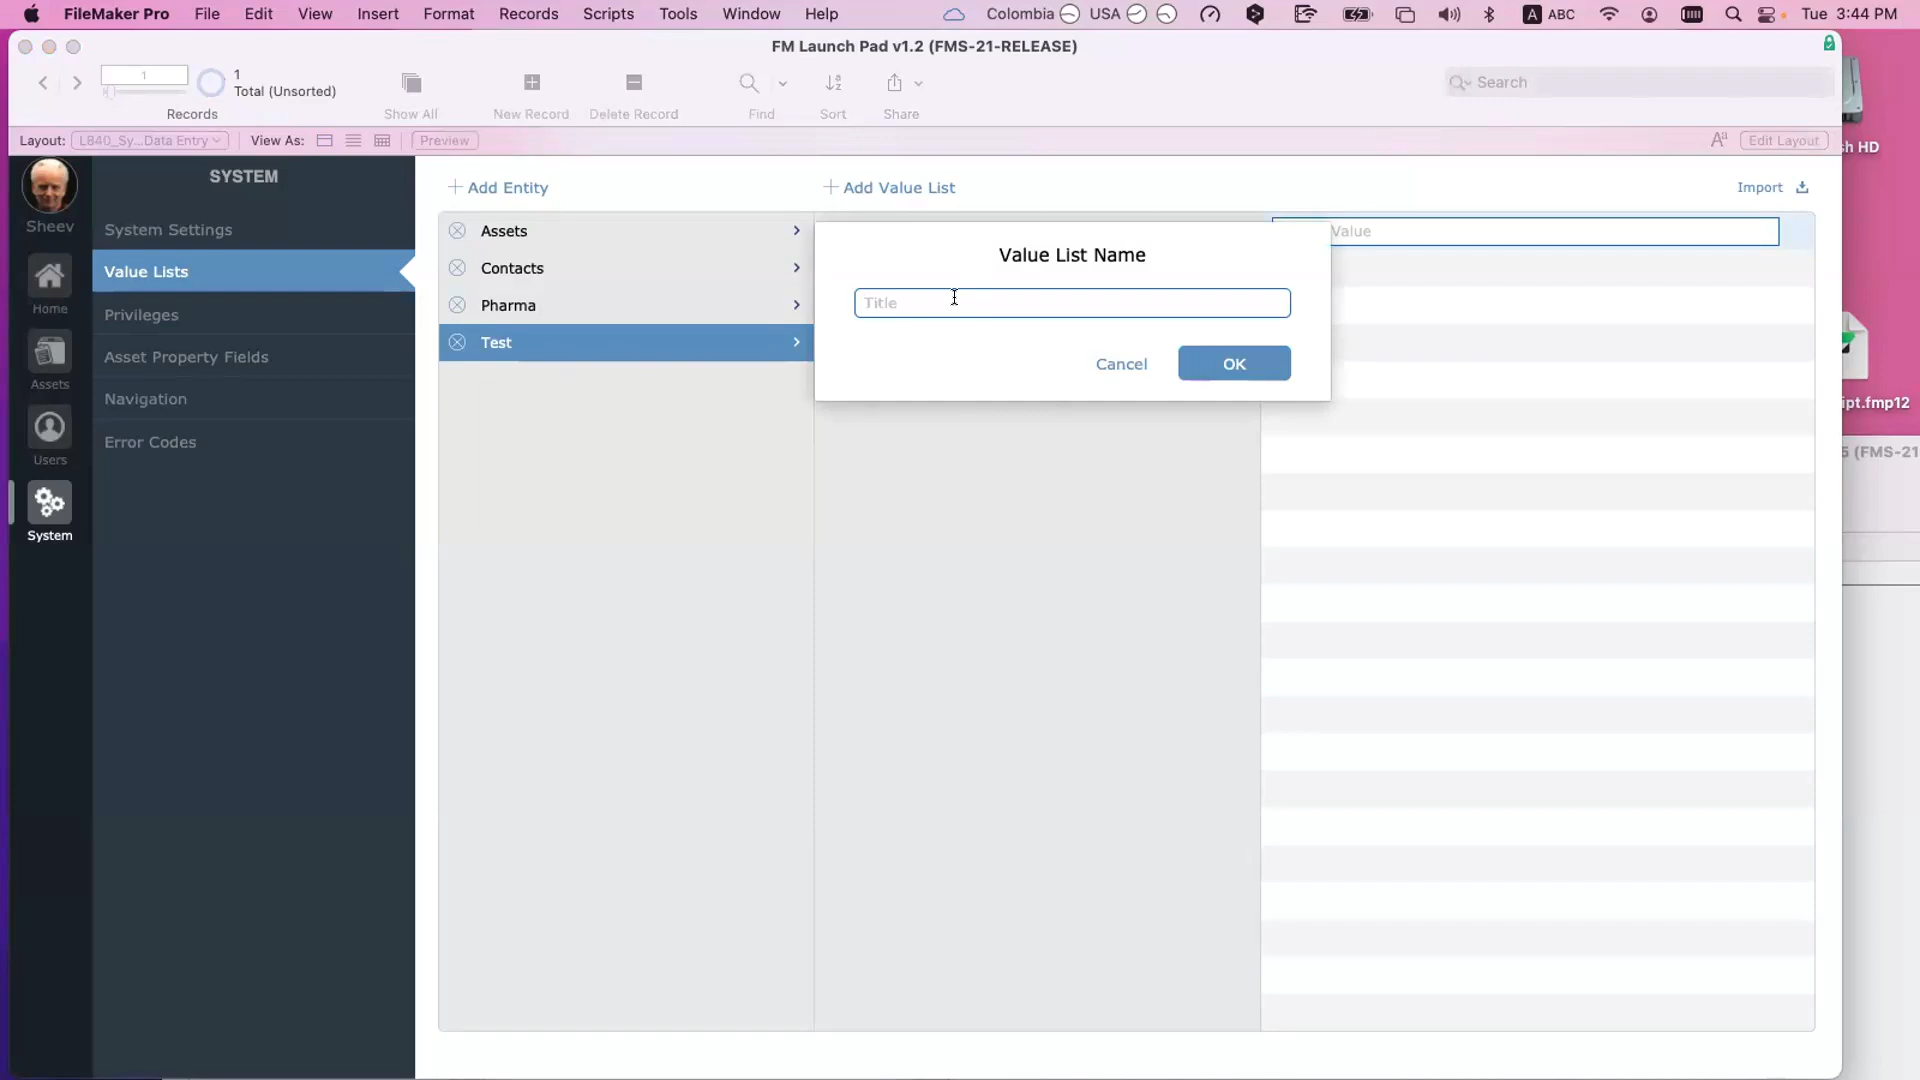 FileMaker Pro File Edit View Insert Format Records Scripts Tools Window Help Colombia USA A ABC Tue 3:44 PM
FM Launch Pad v1.2 (FMS-21-RELEASE)
1
1
Total (Unsorted)
Search
Records Show All New Record Delete Record Find Sort Share
Layout: L840_Sy...Data Entry View As: Preview Edit Layout
sh HD
ipt.fmp12
5 (FMS-21
Sheev
Home
Assets
Users
System
SYSTEM
System Settings
Value Lists
Privileges
Asset Property Fields
Navigation
Error Codes
Add Entity
Add Value List
Import
Assets
Contacts
Pharma
Test
Value
Value List Name
Title
Cancel OK